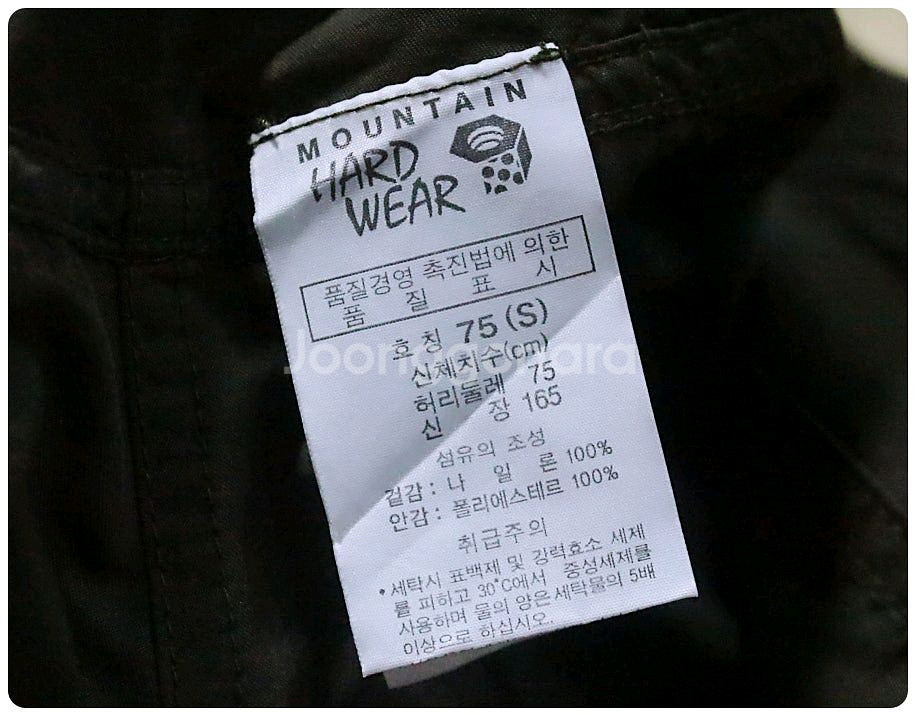 MOUNTAIN
HARD
WEAR
품질경영 촉진법에 의한
품 질 표 시
호 칭 75 (S)
신체치수(cm)
허리둘레 75
신 장 165
섬유의 조성
겉감 : 나 일 론 100%
안감 : 폴리에스테르 100%
취급주의
• 세탁시 표백제 및 강력효소 세제
를 피하고 30°C에서 중성세제를
사용하며 물의 양은 세탁물의 5배
이상으로 하십시오.
Joonggonara